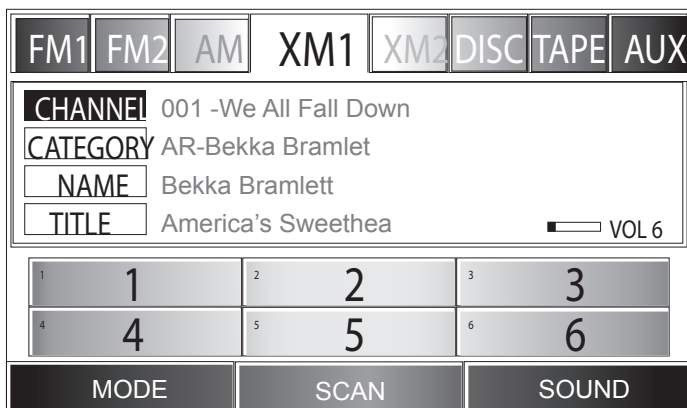 FM1 FM2 AM XM1 XM2 DISC TAPE AUX
CHANNEL 001 -We All Fall Down
CATEGORY AR-Bekka Bramlet
NAME Bekka Bramlett
TITLE America's Sweethea
VOL 6
1 1 2 2 3 3
4 4 5 5 6 6
MODE SCAN SOUND